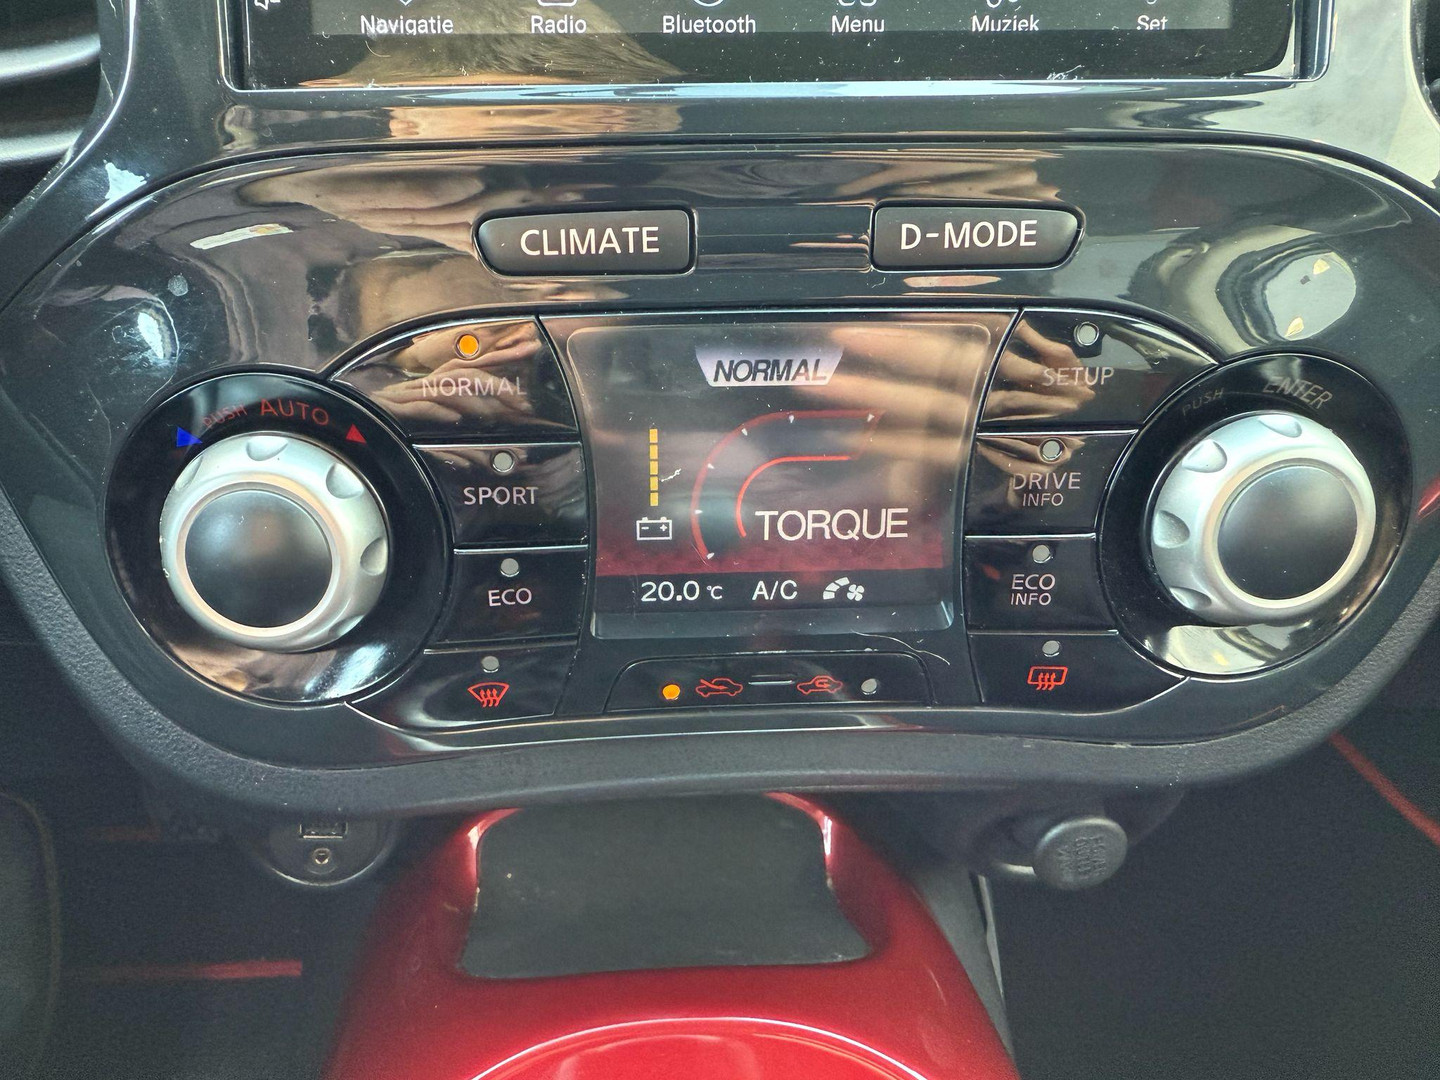 Navigatie Radio Bluetooth Menu Muziek Set
CLIMATE D-MODE
NORMAL
NORMAL
SETUP
PUSH AUTO
PUSH ENTER
SPORT
DRIVE
INFO
TORQUE
ECO
ECO
INFO
20.0 °C A/C